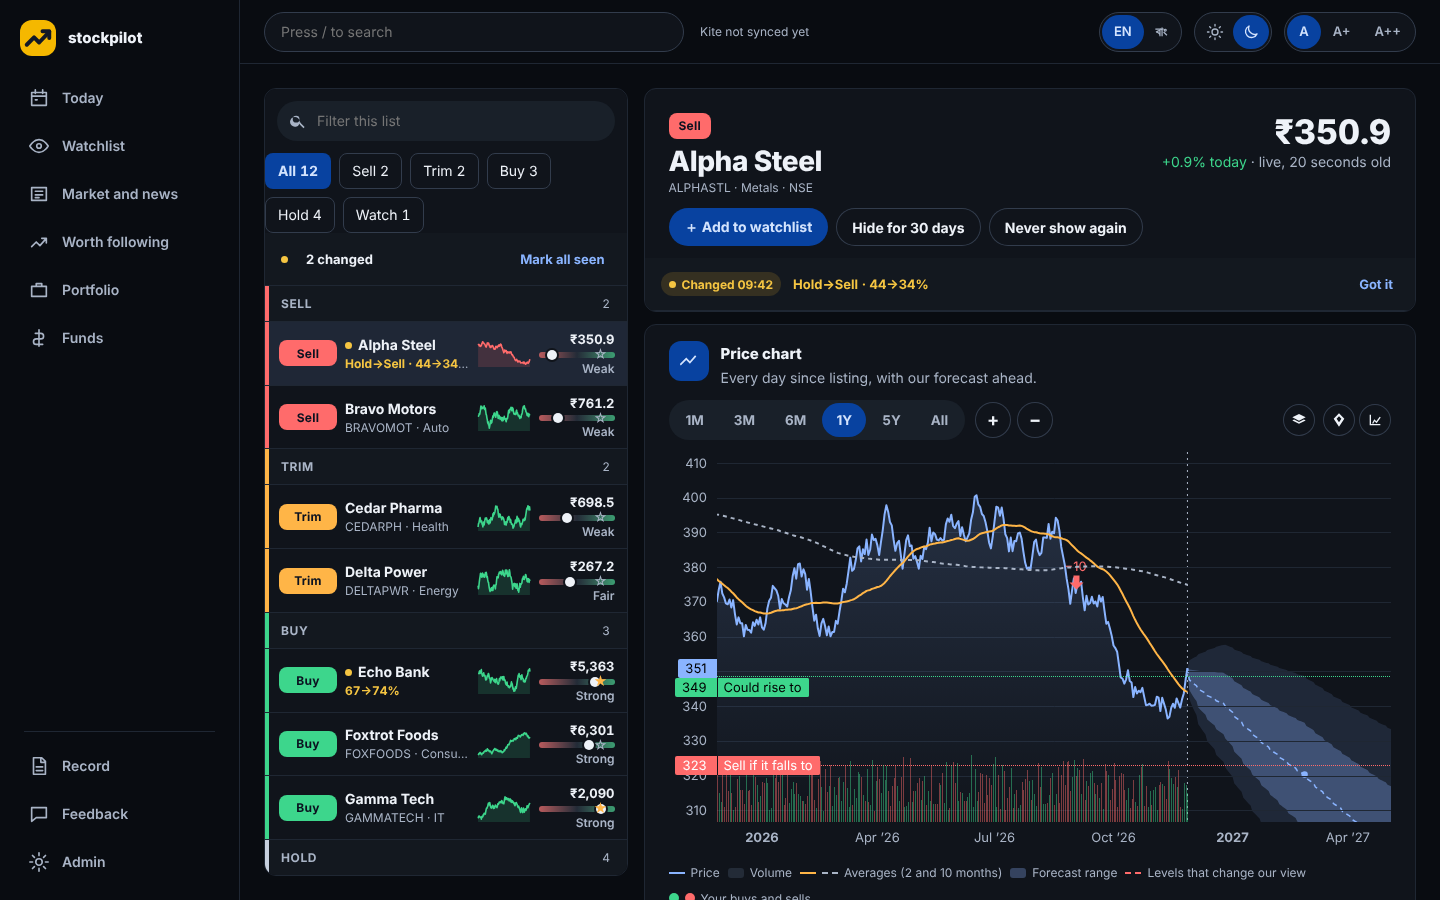 stockpilot
Press / to search
Kite not synced yet
EN
বাং
A
A+
A++
Today
Watchlist
Market and news
Worth following
Portfolio
Funds
Record
Feedback
Admin
Filter this list
All 12
Sell 2
Trim 2
Buy 3
Hold 4
Watch 1
2 changed
Mark all seen
SELL
2
Sell
Alpha Steel
Hold→Sell · 44→34...
₹350.9
Weak
Sell
Bravo Motors
BRAVOMOT · Auto
₹761.2
Weak
TRIM
2
Trim
Cedar Pharma
CEDARPH · Health
₹698.5
Weak
Trim
Delta Power
DELTAPWR · Energy
₹267.2
Fair
BUY
3
Buy
Echo Bank
67→74%
₹5,363
Strong
Buy
Foxtrot Foods
FOXFOODS · Consu...
₹6,301
Strong
Buy
Gamma Tech
GAMMATECH · IT
₹2,090
Strong
HOLD
4
Sell
Alpha Steel
ALPHASTL · Metals · NSE
₹350.9
+0.9% today · live, 20 seconds old
+ Add to watchlist
Hide for 30 days
Never show again
Changed 09:42
Hold→Sell · 44→34%
Got it
Price chart
Every day since listing, with our forecast ahead.
1M
3M
6M
1Y
5Y
All
+
−
410
400
390
380
370
360
351
349
Could rise to
340
330
323
Sell if it falls to
320
310
10
2026
Apr ’26
Jul ’26
Oct ’26
2027
Apr ’27
Price
Volume
Averages (2 and 10 months)
Forecast range
Levels that change our view
Your buys and sells